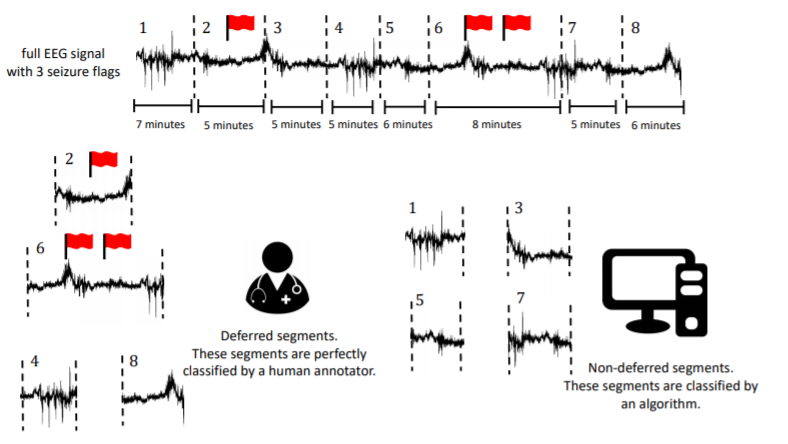 1 2 3 4 5 6 7 8
full EEG signal
with 3 seizure flags
7 minutes 5 minutes 5 minutes 5 minutes 6 minutes 8 minutes 5 minutes 6 minutes
2
6
4 8
Deferred segments.
These segments are perfectly
classified by a human annotator.
1 3
5 7
Non-deferred segments.
These segments are classified by
an algorithm.